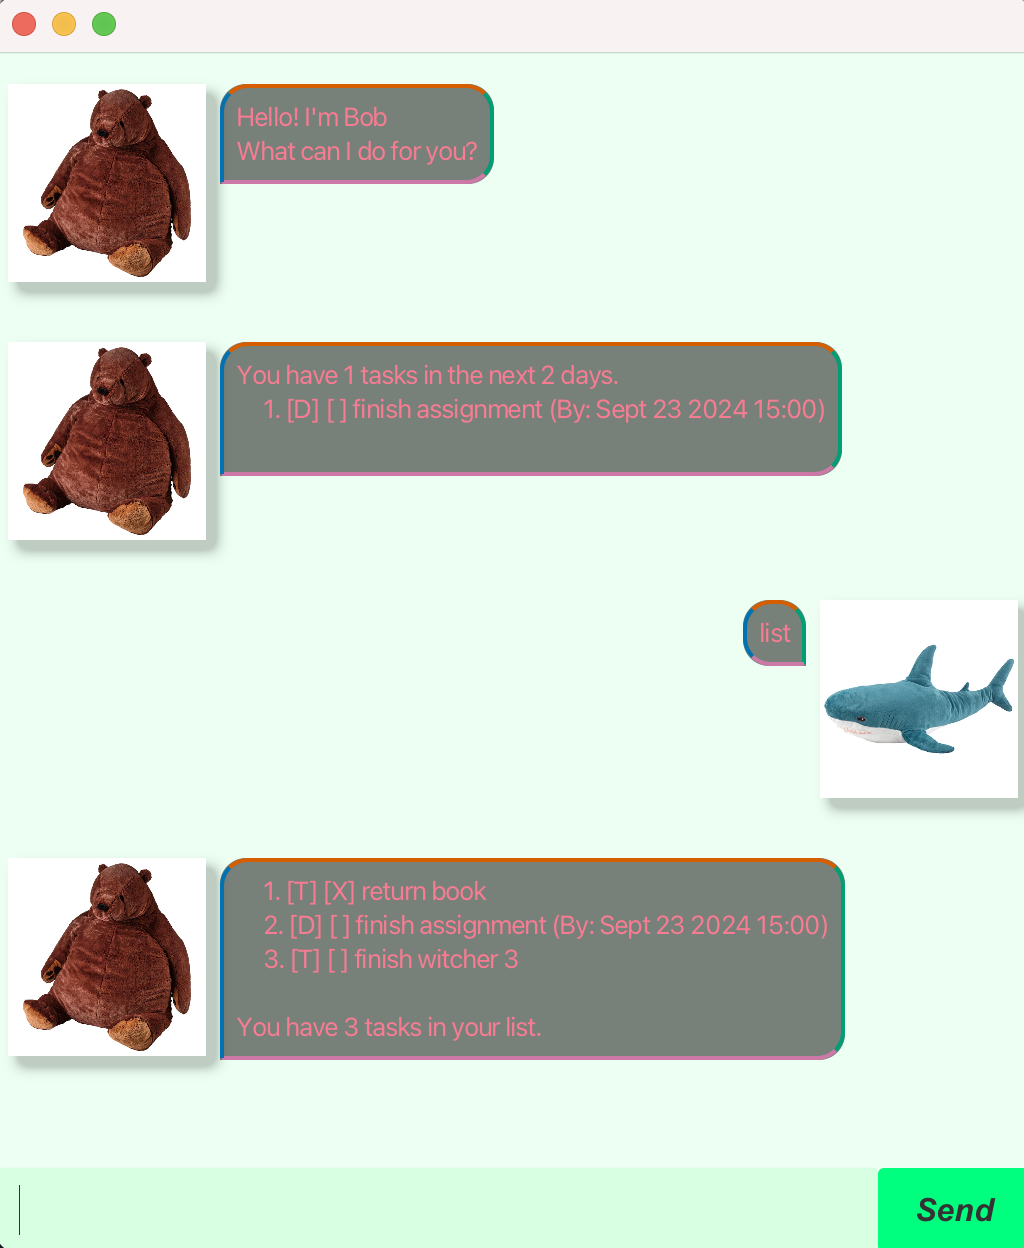 Hello! I'm Bob
What can I do for you?
You have 1 tasks in the next 2 days.
1. [D] [ ] finish assignment (By: Sept 23 2024 15:00)
list
1. [T] [X] return book
2. [D] [ ] finish assignment (By: Sept 23 2024 15:00)
3. [T] [ ] finish witcher 3
You have 3 tasks in your list.
Send